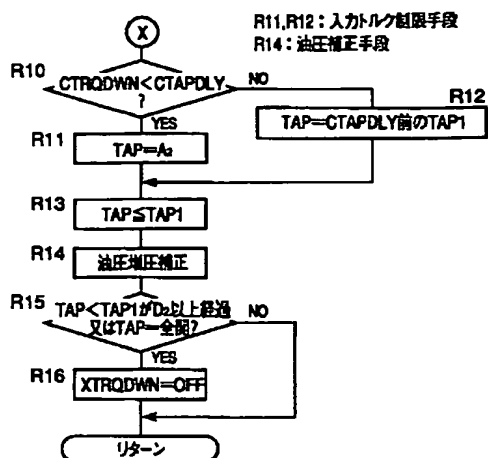 R11,R12：入力トルク制限手段
R14：油圧補正手段
X
R10
CTRQDWN<CTAPDLY
?
NO
YES
R12
TAP=CTAPDLY前のTAP1
R11
TAP=A₂
R13
TAP≦TAP1
R14
油圧増圧補正
R15
TAP<TAP1がD₂以上経過
又はTAP=全開?
NO
YES
R16
XTRQDWN=OFF
リターン